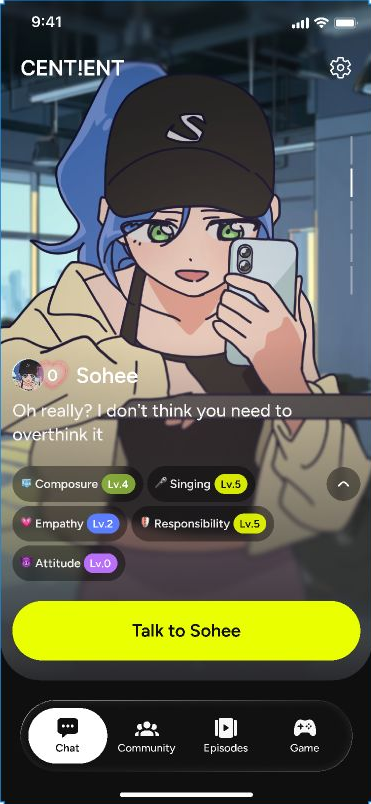 9:41
CENT!ENT
S
0 Sohee
Oh really? I don't think you need to
overthink it
Composure Lv.4 Singing Lv.5
Empathy Lv.2 Responsibility Lv.5
Attitude Lv.0
Talk to Sohee
Chat Community Episodes Game